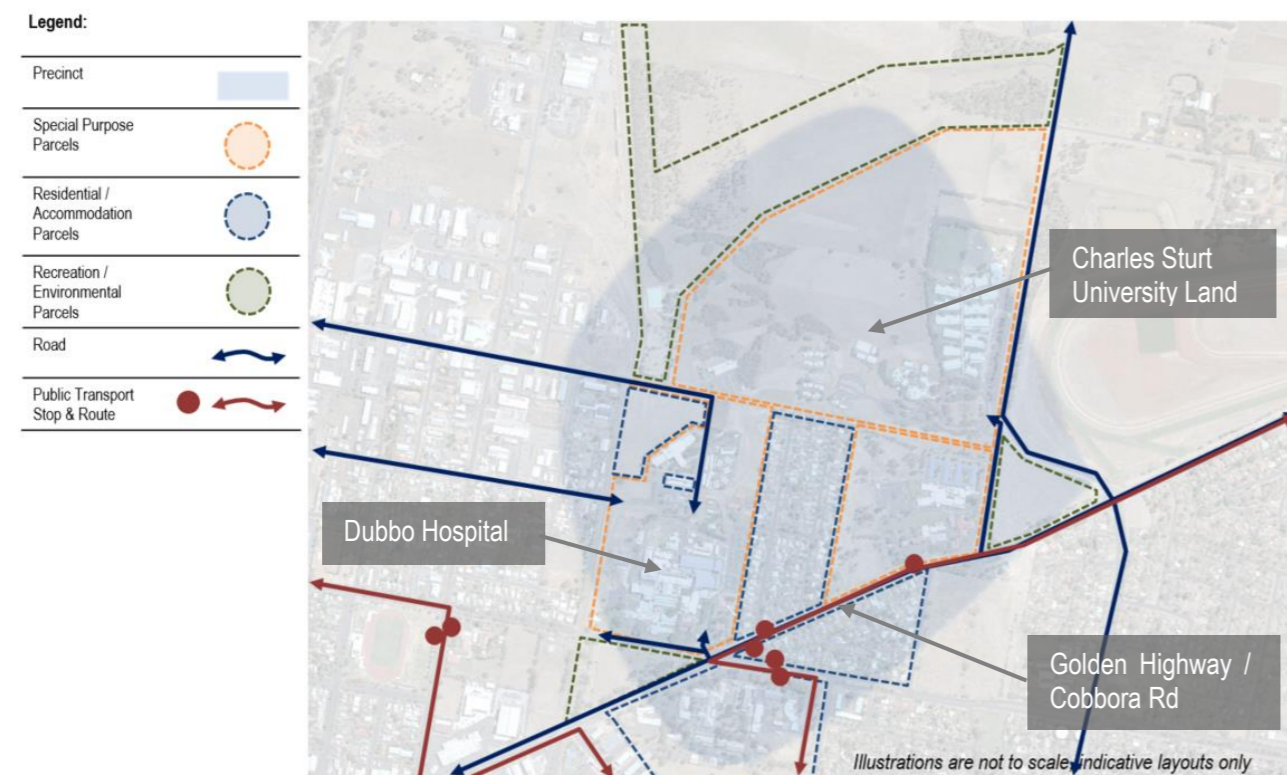 Legend:
Precinct
Special Purpose
Parcels
Residential /
Accommodation
Parcels
Recreation /
Environmental
Parcels
Road
Public Transport
Stop & Route
Charles Sturt
University Land
Dubbo Hospital
Golden Highway /
Cobbora Rd
Illustrations are not to scale, indicative layouts only